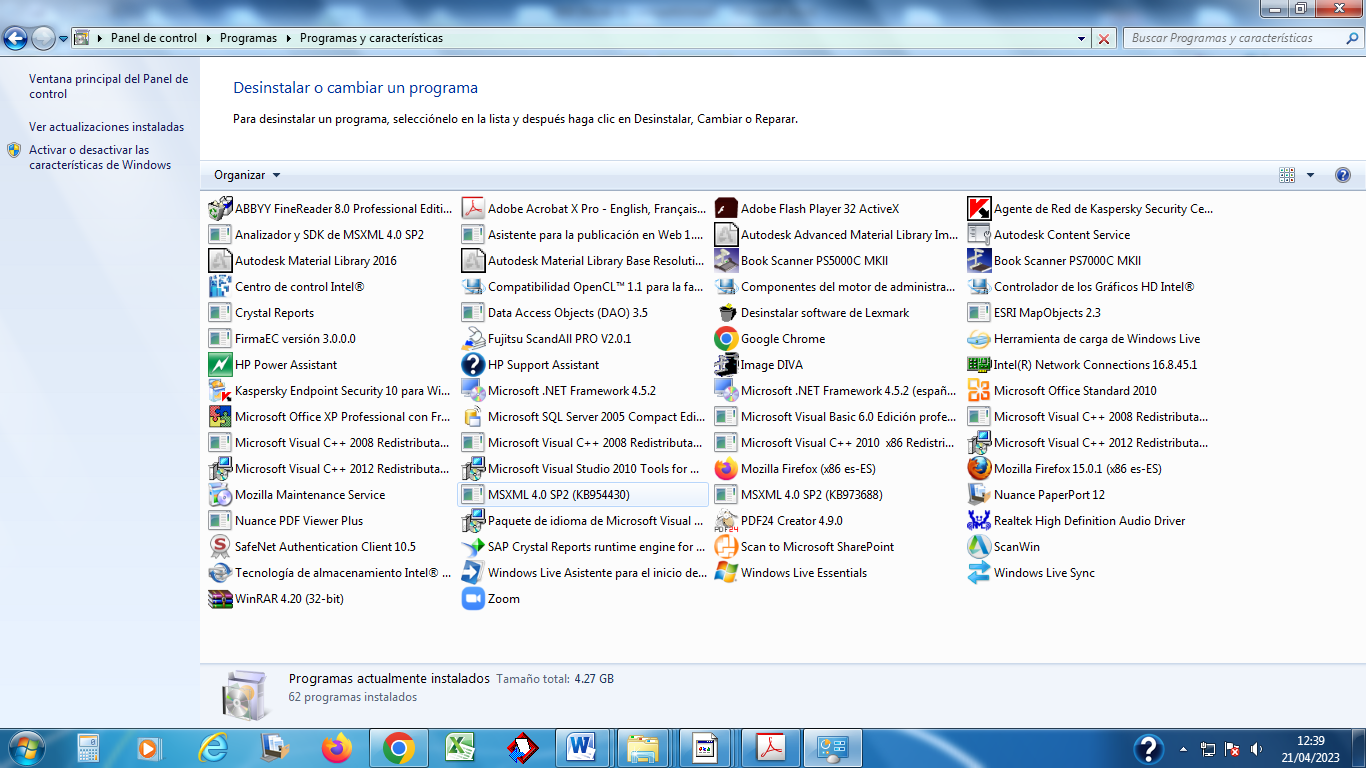 Panel de control
Programas
Programas y características
Buscar Programas y características
Ventana principal del Panel de
control
Ver actualizaciones instaladas
Activar o desactivar las
características de Windows
Desinstalar o cambiar un programa
Para desinstalar un programa, selecciónelo en la lista y después haga clic en Desinstalar, Cambiar o Reparar.
Organizar
ABBYY FineReader 8.0 Professional Editi...
Adobe Acrobat X Pro - English, Français...
Adobe Flash Player 32 ActiveX
Agente de Red de Kaspersky Security Ce...
Analizador y SDK de MSXML 4.0 SP2
Asistente para la publicación en Web 1....
Autodesk Advanced Material Library Im...
Autodesk Content Service
Autodesk Material Library 2016
Autodesk Material Library Base Resoluti...
Book Scanner PS5000C MKII
Book Scanner PS7000C MKII
Centro de control Intel®
Compatibilidad OpenCL™ 1.1 para la fa...
Componentes del motor de administra...
Controlador de los Gráficos HD Intel®
Crystal Reports
Data Access Objects (DAO) 3.5
Desinstalar software de Lexmark
ESRI MapObjects 2.3
FirmaEC versión 3.0.0.0
Fujitsu ScandAll PRO V2.0.1
Google Chrome
Herramienta de carga de Windows Live
HP Power Assistant
HP Support Assistant
Image DIVA
Intel(R) Network Connections 16.8.45.1
Kaspersky Endpoint Security 10 para Wi...
Microsoft .NET Framework 4.5.2
Microsoft .NET Framework 4.5.2 (españ...
Microsoft Office Standard 2010
Microsoft Office XP Professional con Fr...
Microsoft SQL Server 2005 Compact Edi...
Microsoft Visual Basic 6.0 Edición profe...
Microsoft Visual C++ 2008 Redistributa...
Microsoft Visual C++ 2008 Redistributa...
Microsoft Visual C++ 2008 Redistributa...
Microsoft Visual C++ 2010 x86 Redistri...
Microsoft Visual C++ 2012 Redistributa...
Microsoft Visual C++ 2012 Redistributa...
Microsoft Visual Studio 2010 Tools for ...
Mozilla Firefox (x86 es-ES)
Mozilla Firefox 15.0.1 (x86 es-ES)
Mozilla Maintenance Service
MSXML 4.0 SP2 (KB954430)
MSXML 4.0 SP2 (KB973688)
Nuance PaperPort 12
Nuance PDF Viewer Plus
Paquete de idioma de Microsoft Visual ...
PDF24 Creator 4.9.0
Realtek High Definition Audio Driver
SafeNet Authentication Client 10.5
SAP Crystal Reports runtime engine for ...
Scan to Microsoft SharePoint
ScanWin
Tecnología de almacenamiento Intel® ...
Windows Live Asistente para el inicio de...
Windows Live Essentials
Windows Live Sync
WinRAR 4.20 (32-bit)
Zoom
Programas actualmente instalados Tamaño total: 4.27 GB
62 programas instalados
12:39
21/04/2023